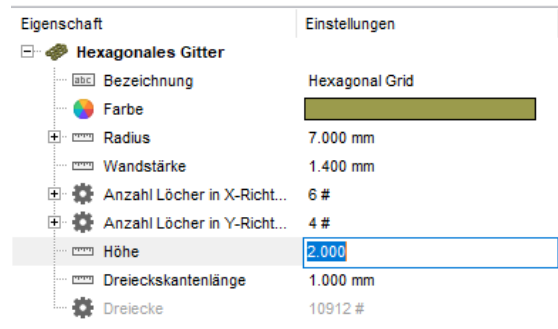 Eigenschaft Einstellungen
Hexagonales Gitter
abc Bezeichnung Hexagonal Grid
Farbe
Radius 7.000 mm
Wandstärke 1.400 mm
Anzahl Löcher in X-Richt... 6 #
Anzahl Löcher in Y-Richt... 4 #
Höhe 2.000
Dreieckskantenlänge 1.000 mm
Dreiecke 10912 #